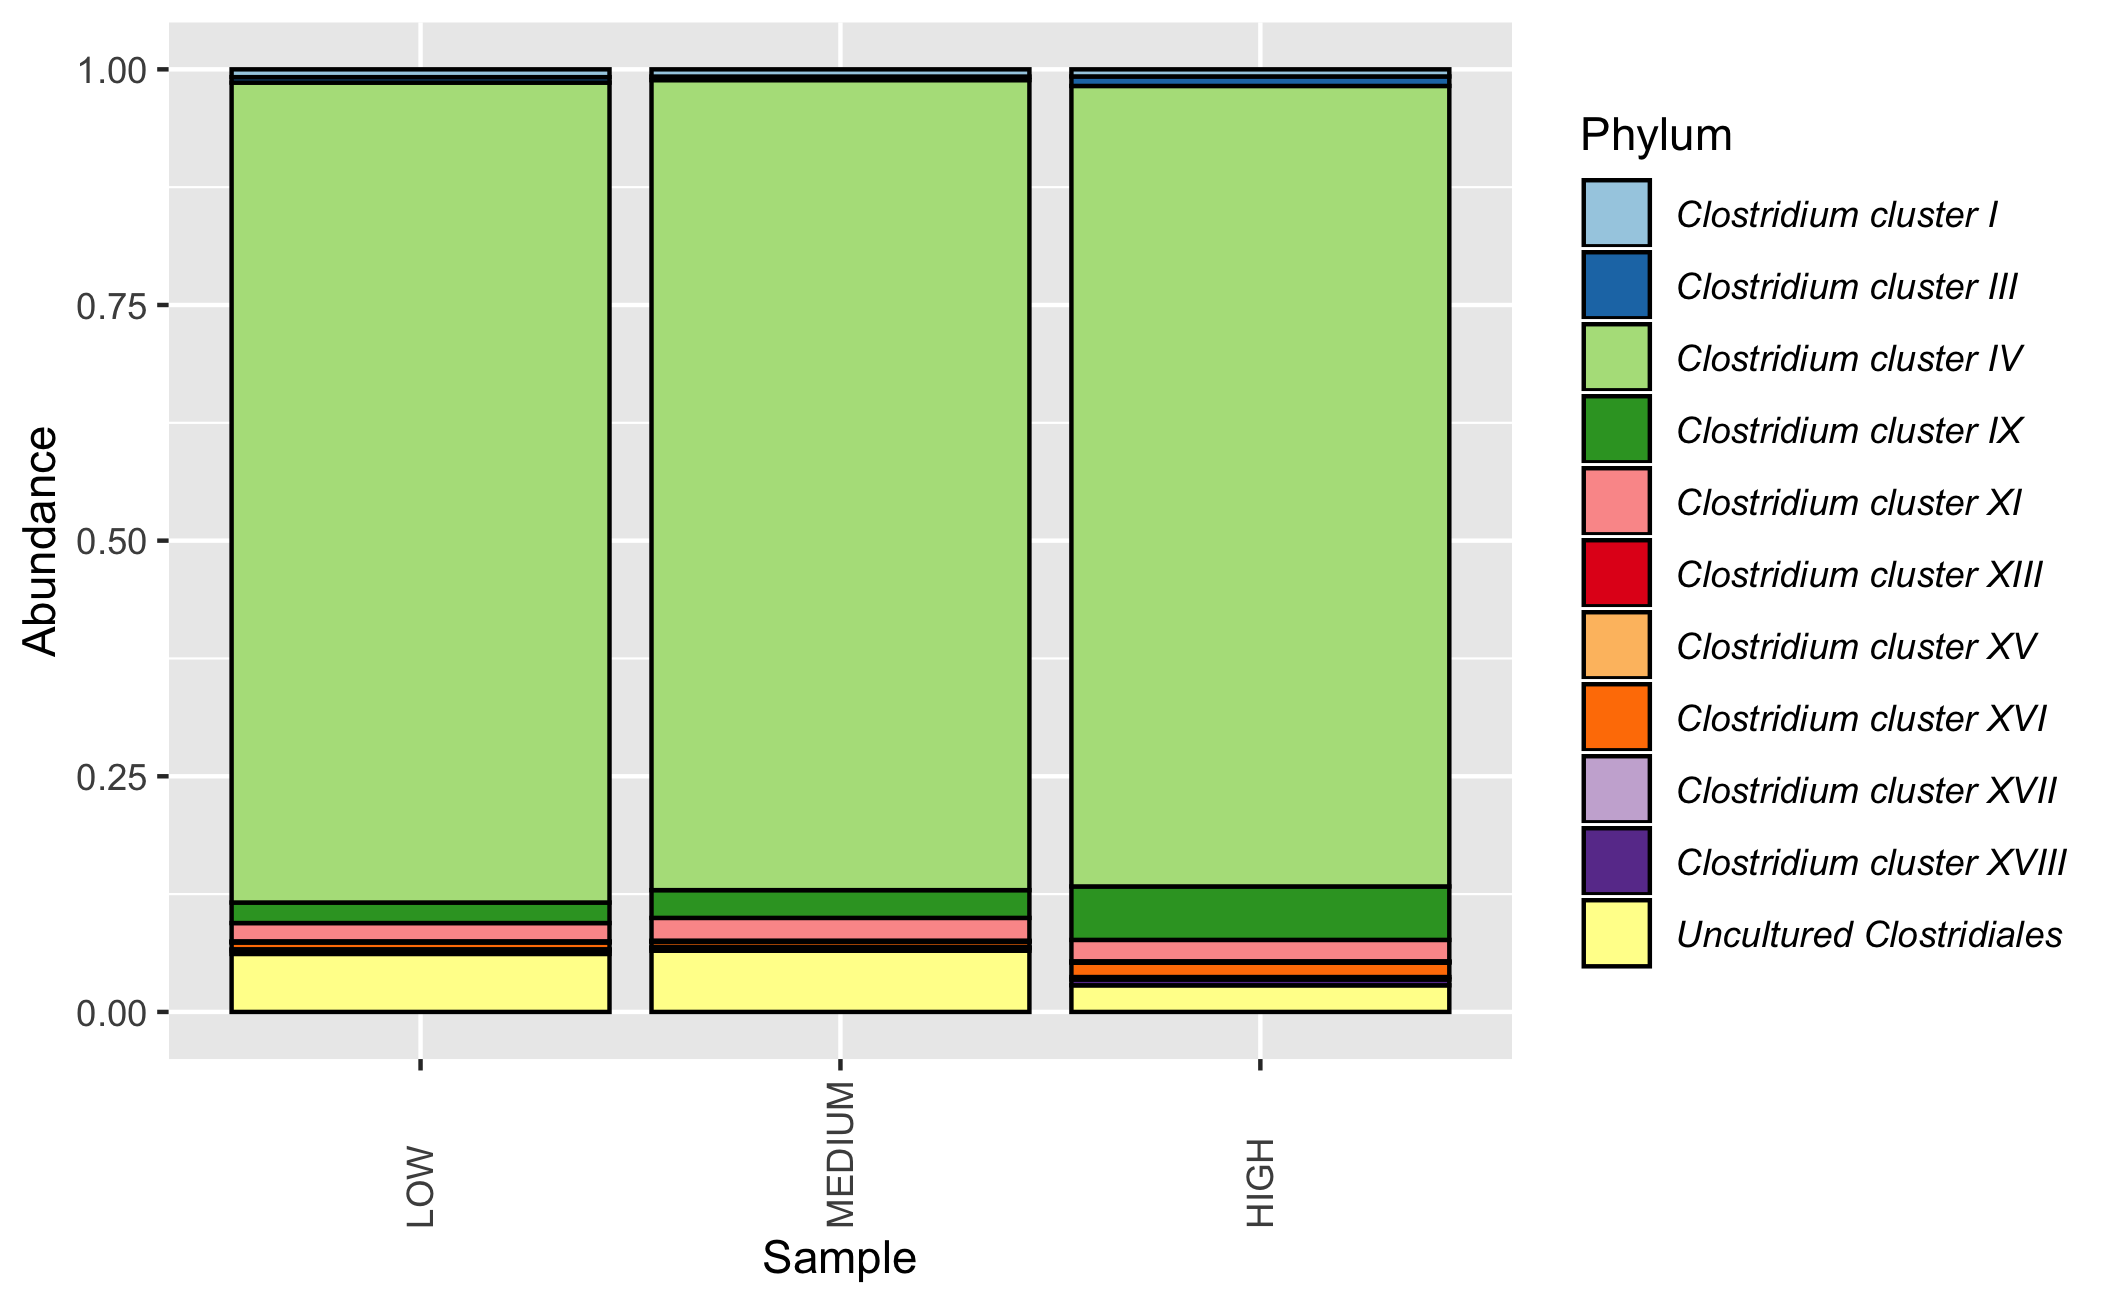 1.00
0.75
0.50
0.25
0.00
Abundance
LOW
MEDIUM
HIGH
Sample
Phylum
Clostridium cluster I
Clostridium cluster III
Clostridium cluster IV
Clostridium cluster IX
Clostridium cluster XI
Clostridium cluster XIII
Clostridium cluster XV
Clostridium cluster XVI
Clostridium cluster XVII
Clostridium cluster XVIII
Uncultured Clostridiales